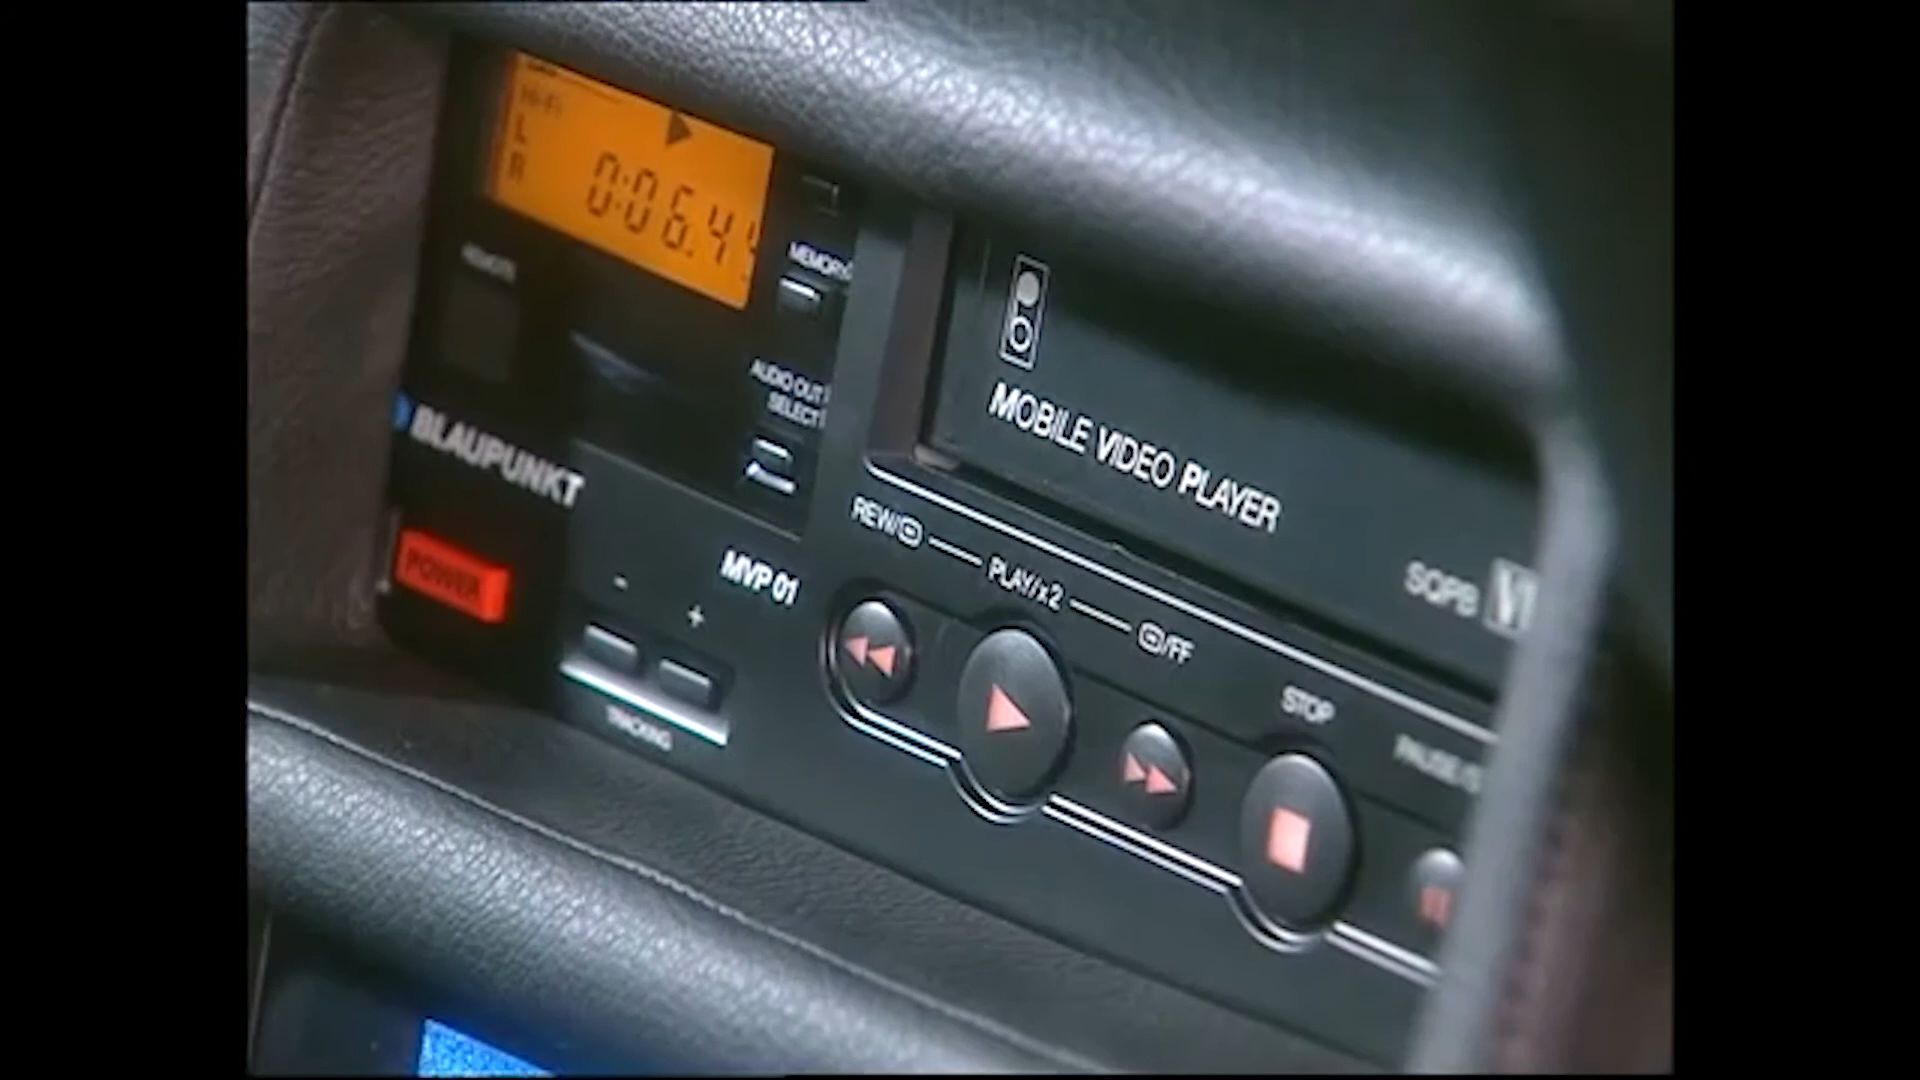 Hi-Fi
L
R
0:06.4
REMOTE
MEMORY
AUDIO OUT
SELECT
BLAUPUNKT
POWER
MVP 01
- +
TRACKING
MOBILE VIDEO PLAYER
SQPB
REW/ PLAY/x2 /FF
STOP
PAUSE/